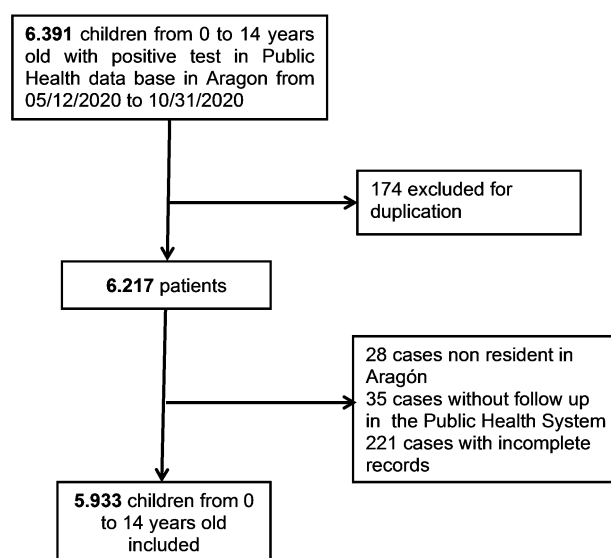 6.391 children from 0 to 14 years
old with positive test in Public
Health data base in Aragon from
05/12/2020 to 10/31/2020
174 excluded for
duplication
6.217 patients
28 cases non resident in
Aragón
35 cases without follow up
in the Public Health System
221 cases with incomplete
records
5.933 children from 0
to 14 years old
included